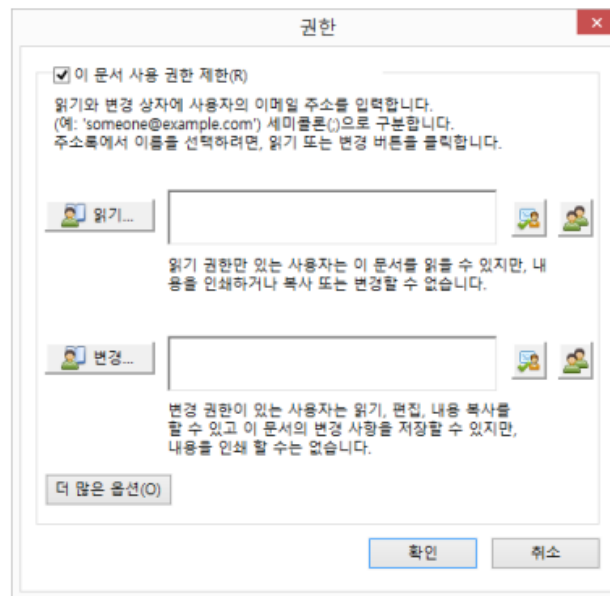 권한
이 문서 사용 권한 제한(R)
읽기와 변경 상자에 사용자의 이메일 주소를 입력합니다.
(예: 'someone@example.com') 세미콜론(;)으로 구분합니다.
주소록에서 이름을 선택하려면, 읽기 또는 변경 버튼을 클릭합니다.
읽기...
읽기 권한만 있는 사용자는 이 문서를 읽을 수 있지만, 내
용을 인쇄하거나 복사 또는 변경할 수 없습니다.
변경...
변경 권한이 있는 사용자는 읽기, 편집, 내용 복사를
할 수 있고 이 문서의 변경 사항을 저장할 수 있지만,
내용을 인쇄 할 수는 없습니다.
더 많은 옵션(O)
확인
취소